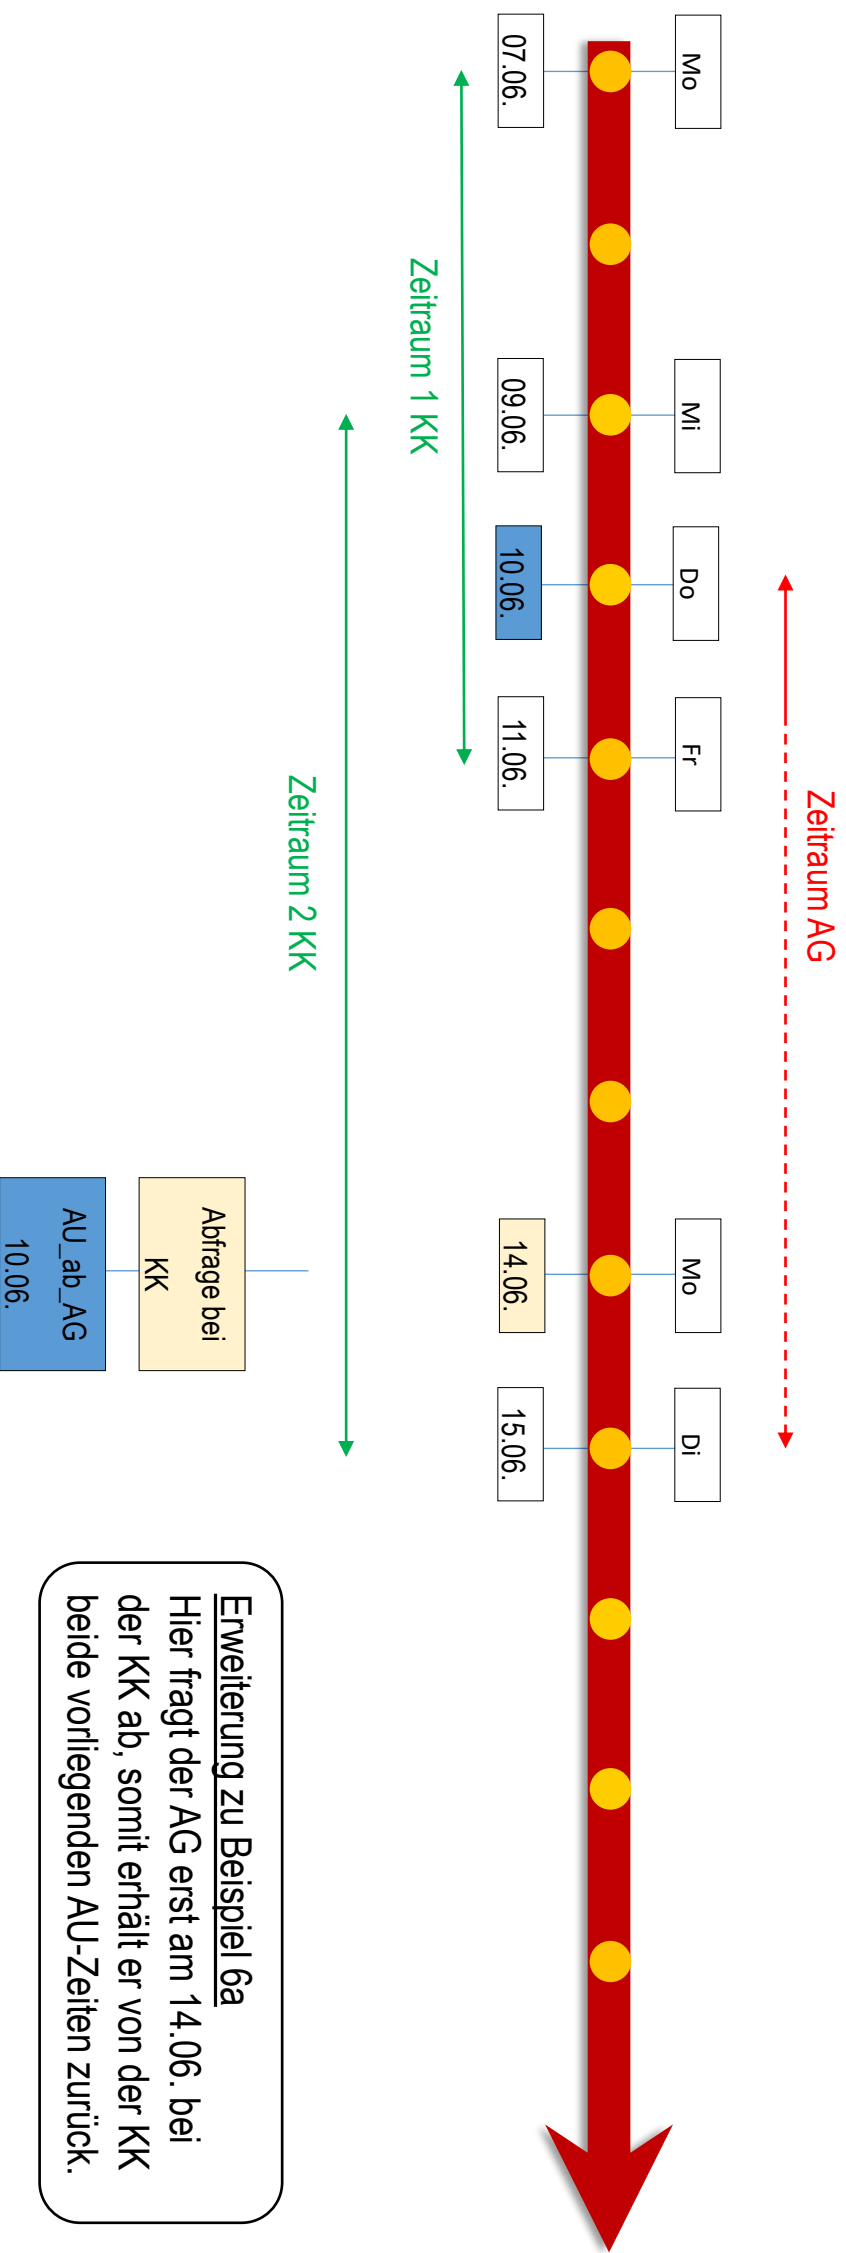 Zeitraum AG
Mo
Mi
Do
Fr
Mo
Di
07.06.
09.06.
10.06.
11.06.
14.06.
15.06.
Zeitraum 1 KK
Zeitraum 2 KK
Abfrage bei
KK
AU_ab_AG
10.06.
Erweiterung zu Beispiel 6a
Hier fragt der AG erst am 14.06. bei
der KK ab, somit erhält er von der KK
beide vorliegenden AU-Zeiten zurück.